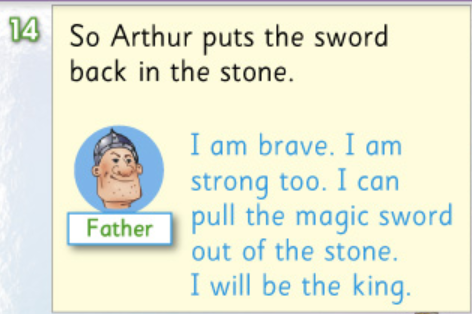 14
So Arthur puts the sword
back in the stone.
Father
I am brave. I am
strong too. I can
pull the magic sword
out of the stone.
I will be the king.